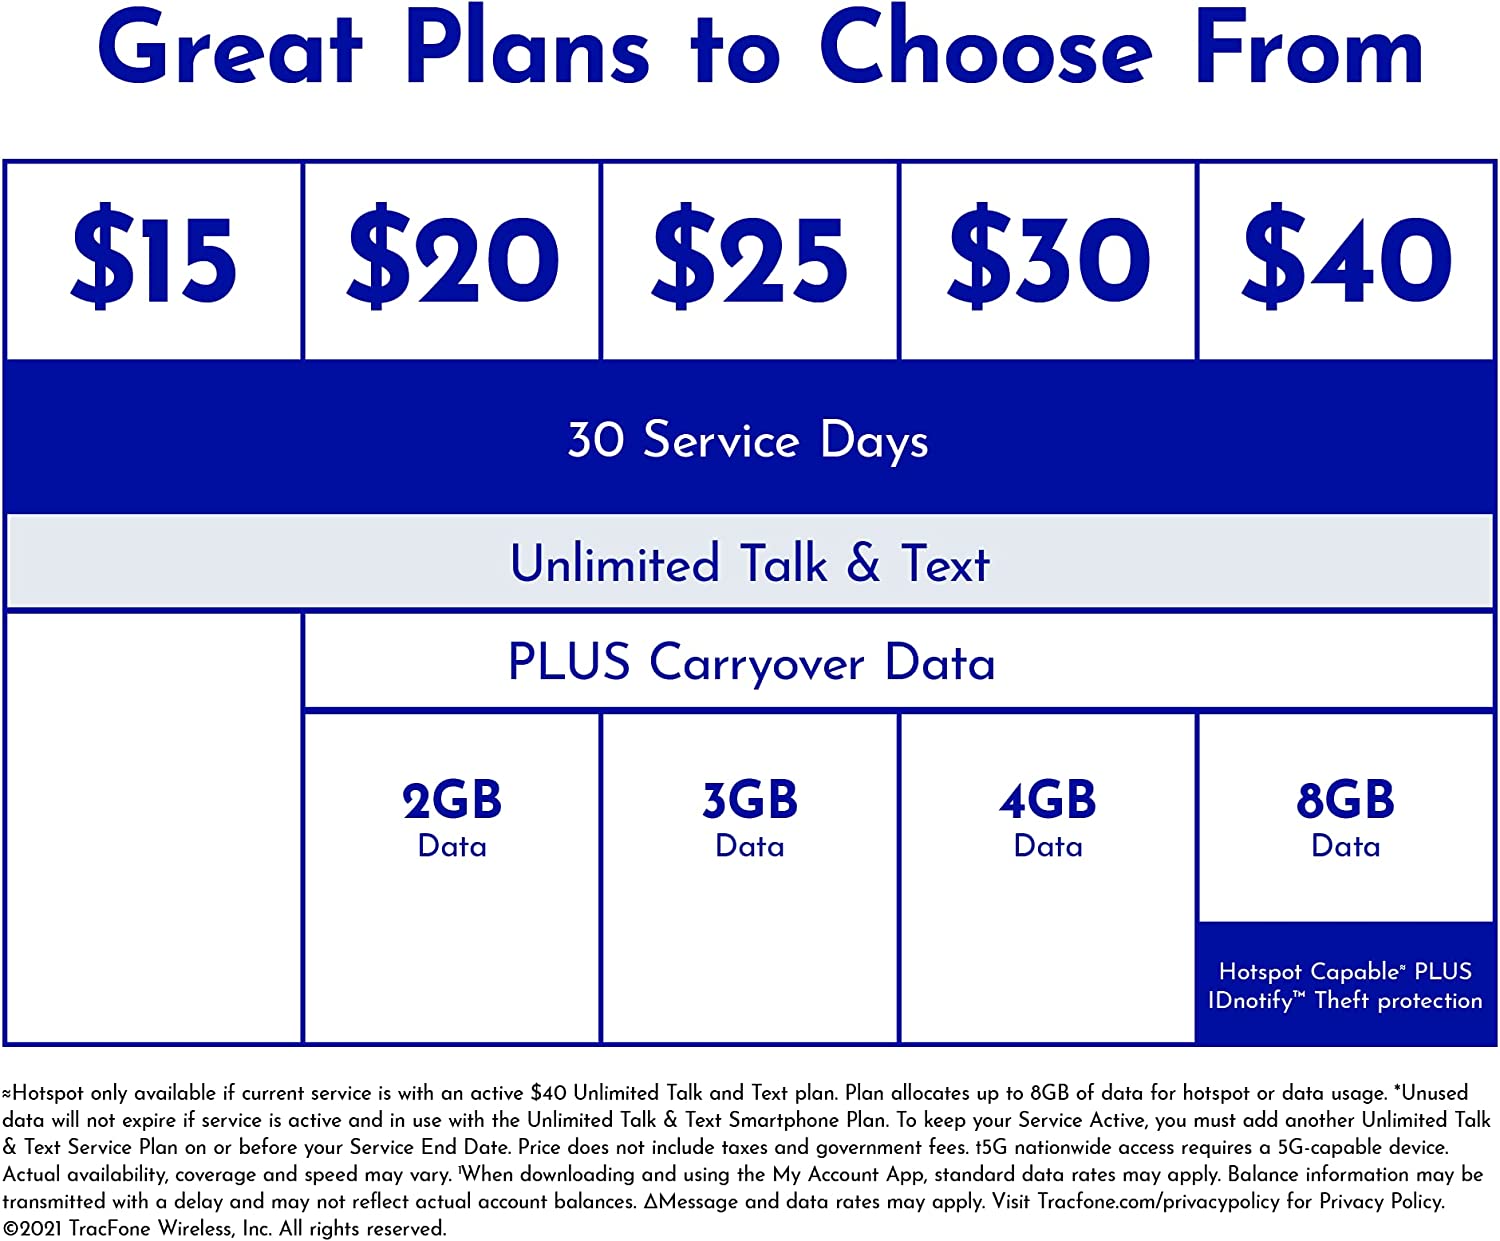 Great Plans to Choose From
$15 $20 $25 $30 $40
30 Service Days
Unlimited Talk & Text
PLUS Carryover Data
2GB 3GB 4GB 8GB
Data Data Data Data
Hotspot Capable≈ PLUS
IDnotify™ Theft protection
≈Hotspot only available if current service is with an active $40 Unlimited Talk and Text plan. Plan allocates up to 8GB of data for hotspot or data usage. *Unused
data will not expire if service is active and in use with the Unlimited Talk & Text Smartphone Plan. To keep your Service Active, you must add another Unlimited Talk
& Text Service Plan on or before your Service End Date. Price does not include taxes and government fees. †5G nationwide access requires a 5G-capable device.
Actual availability, coverage and speed may vary. ¹When downloading and using the My Account App, standard data rates may apply. Balance information may be
transmitted with a delay and may not reflect actual account balances. ΔMessage and data rates may apply. Visit Tracfone.com/privacypolicy for Privacy Policy.
©2021 TracFone Wireless, Inc. All rights reserved.